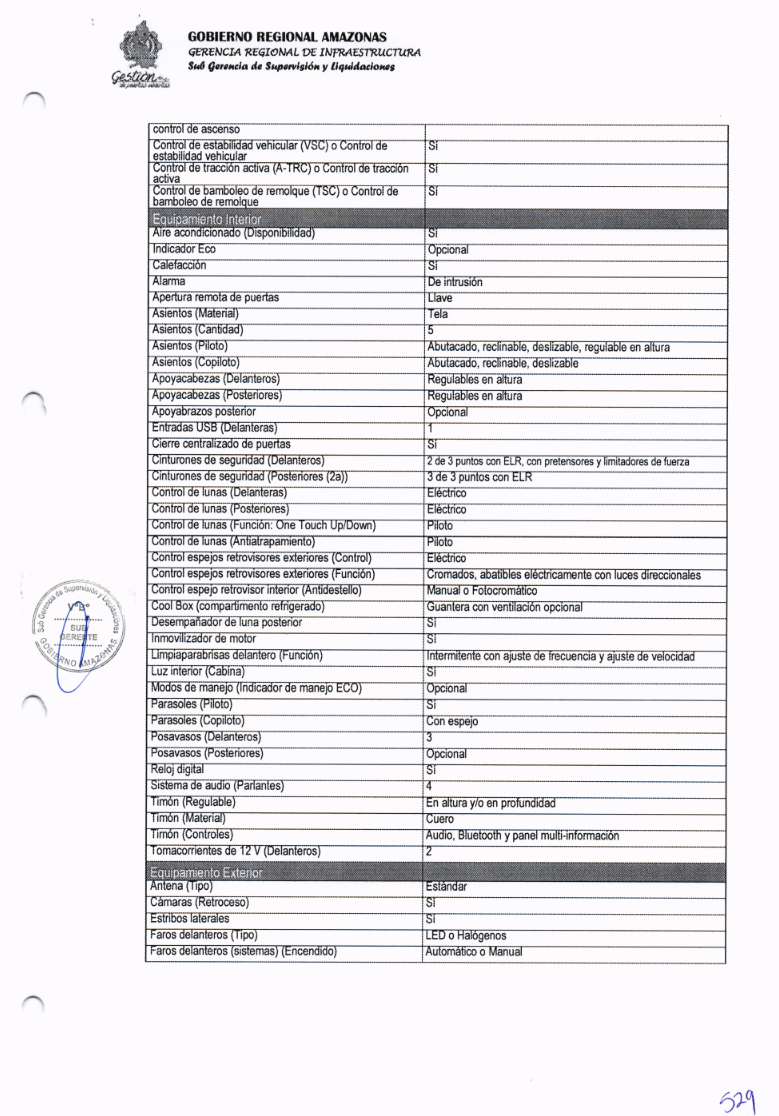 GOBIERNO REGIONAL AMAZONAS
GERENCIA REGIONAL DE INFRAESTRUCTURA
Sub Gerencia de Supervisión y Liquidaciones
Gestión
de puertas abiertas
control de ascenso
Control de estabilidad vehicular (VSC) o Control de Sí
estabilidad vehicular
Control de tracción activa (A-TRC) o Control de tracción Sí
activa
Control de bamboleo de remolque (TSC) o Control de Sí
bamboleo de remolque
Equipamiento Interior
Aire acondicionado (Disponibilidad) Sí
Indicador Eco Opcional
Calefacción Sí
Alarma De intrusión
Apertura remota de puertas Llave
Asientos (Material) Tela
Asientos (Cantidad) 5
Asientos (Piloto) Abutacado, reclinable, deslizable, regulable en altura
Asientos (Copiloto) Abutacado, reclinable, deslizable
Apoyacabezas (Delanteros) Regulables en altura
Apoyacabezas (Posteriores) Regulables en altura
Apoyabrazos posterior Opcional
Entradas USB (Delanteras) 1
Cierre centralizado de puertas Sí
Cinturones de seguridad (Delanteros) 2 de 3 puntos con ELR, con pretensores y limitadores de fuerza
Cinturones de seguridad (Posteriores (2a)) 3 de 3 puntos con ELR
Control de lunas (Delanteras) Eléctrico
Control de lunas (Posteriores) Eléctrico
Control de lunas (Función: One Touch Up/Down) Piloto
Control de lunas (Antiatrapamiento) Piloto
Control espejos retrovisores exteriores (Control) Eléctrico
Control espejos retrovisores exteriores (Función) Cromados, abatibles eléctricamente con luces direccionales
Control espejo retrovisor interior (Antidestello) Manual o Fotocromático
Cool Box (compartimento refrigerado) Guantera con ventilación opcional
Desempañador de luna posterior Sí
Inmovilizador de motor Sí
Limpiaparabrisas delantero (Función) Intermitente con ajuste de frecuencia y ajuste de velocidad
Luz interior (Cabina) Sí
Modos de manejo (Indicador de manejo ECO) Opcional
Parasoles (Piloto) Sí
Parasoles (Copiloto) Con espejo
Posavasos (Delanteros) 3
Posavasos (Posteriores) Opcional
Reloj digital Sí
Sistema de audio (Parlantes) 4
Timón (Regulable) En altura y/o en profundidad
Timón (Material) Cuero
Timón (Controles) Audio, Bluetooth y panel multi-información
Tomacorrientes de 12 V (Delanteros) 2
Equipamiento Exterior
Antena (Tipo) Estándar
Cámaras (Retroceso) Sí
Estribos laterales Sí
Faros delanteros (Tipo) LED o Halógenos
Faros delanteros (sistemas) (Encendido) Automático o Manual
Sub Gerencia de Supervisión y Liquidaciones
V°B°
SUB
GERENTE
GOBIERNO AMAZONAS
529